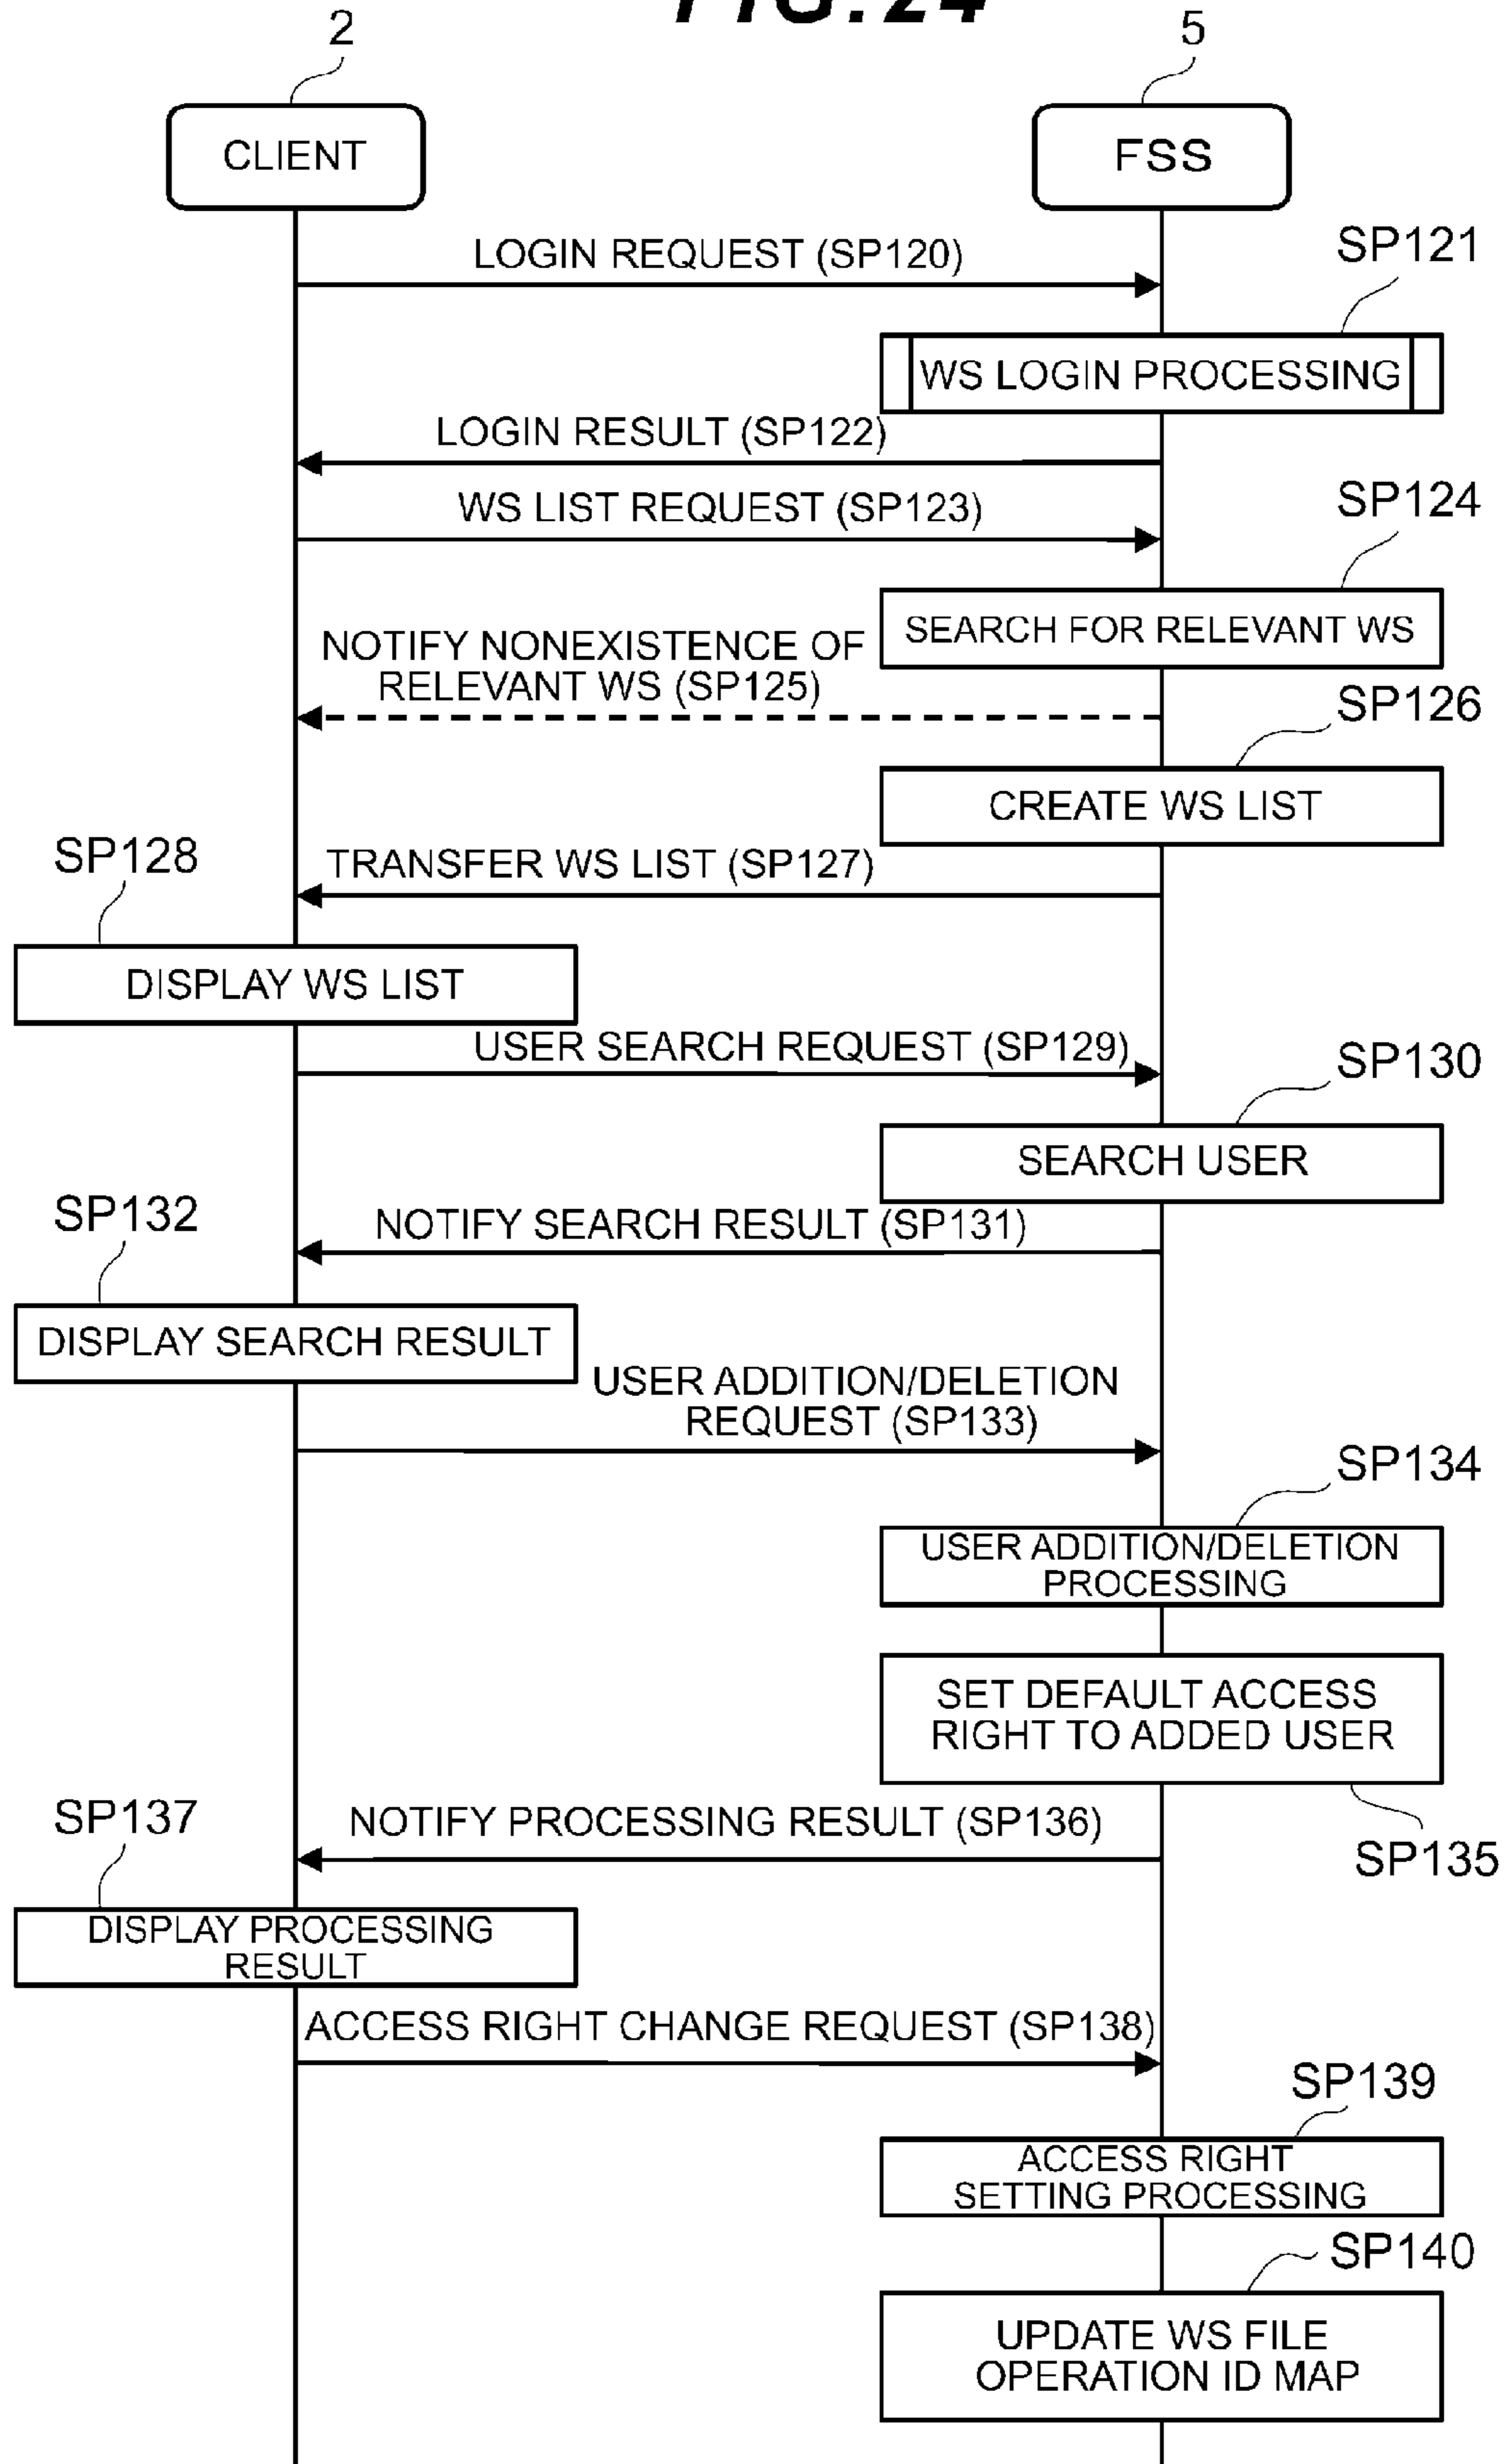 FIG. 24
2
5
CLIENT
FSS
LOGIN REQUEST (SP120)
SP121
WS LOGIN PROCESSING
LOGIN RESULT (SP122)
WS LIST REQUEST (SP123)
SP124
SEARCH FOR RELEVANT WS
NOTIFY NONEXISTENCE OF
RELEVANT WS (SP125)
SP126
CREATE WS LIST
SP128
TRANSFER WS LIST (SP127)
DISPLAY WS LIST
USER SEARCH REQUEST (SP129)
SP130
SEARCH USER
SP132
NOTIFY SEARCH RESULT (SP131)
DISPLAY SEARCH RESULT
USER ADDITION/DELETION
REQUEST (SP133)
SP134
USER ADDITION/DELETION
PROCESSING
SET DEFAULT ACCESS
RIGHT TO ADDED USER
SP137
NOTIFY PROCESSING RESULT (SP136)
SP135
DISPLAY PROCESSING
RESULT
ACCESS RIGHT CHANGE REQUEST (SP138)
SP139
ACCESS RIGHT
SETTING PROCESSING
SP140
UPDATE WS FILE
OPERATION ID MAP